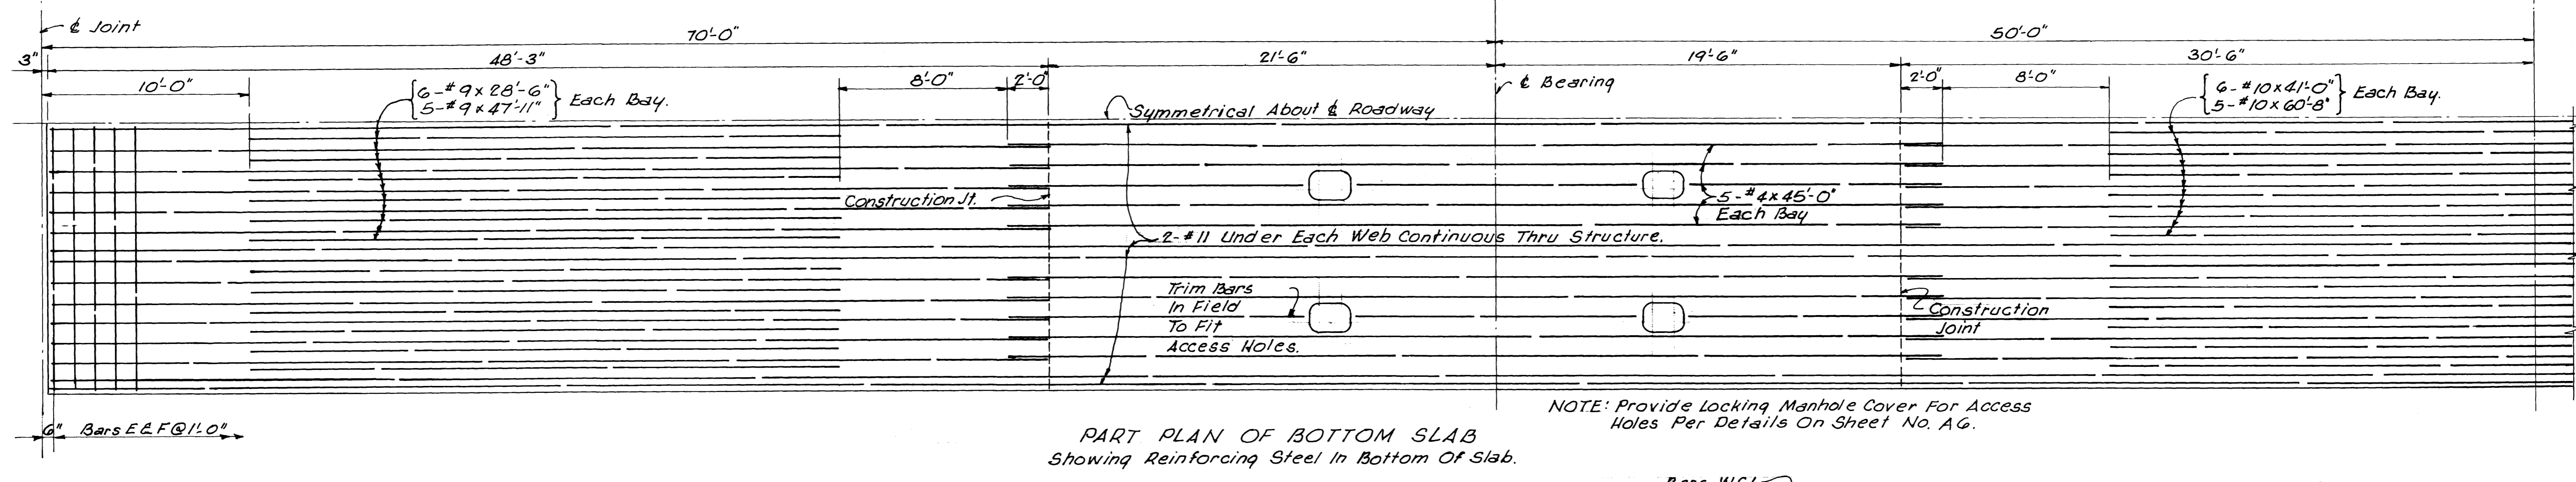 ℄ Joint
70'-0"
50'-0"
3"
48'-3"
21'-6"
19'-6"
30'-6"
10'-0"
6-#9x28'-6"
5-#9x47'-11"
Each Bay.
8'-0"
2'-0"
℄ Bearing
2'-0"
8'-0"
6-#10x41'-0"
5-#10x60'-8"
Each Bay.
Symmetrical About ℄ Roadway
Construction Jt.
5-#4x45'-0"
Each Bay
2-#11 Under Each Web Continuous Thru Structure.
Trim Bars
In Field
To Fit
Access Holes.
Construction
Joint
6"
Bars E & F @ 1'-0"
NOTE: Provide Locking Manhole Cover For Access
Holes Per Details On Sheet No. A6.
PART PLAN OF BOTTOM SLAB
Showing Reinforcing Steel In Bottom Of Slab.